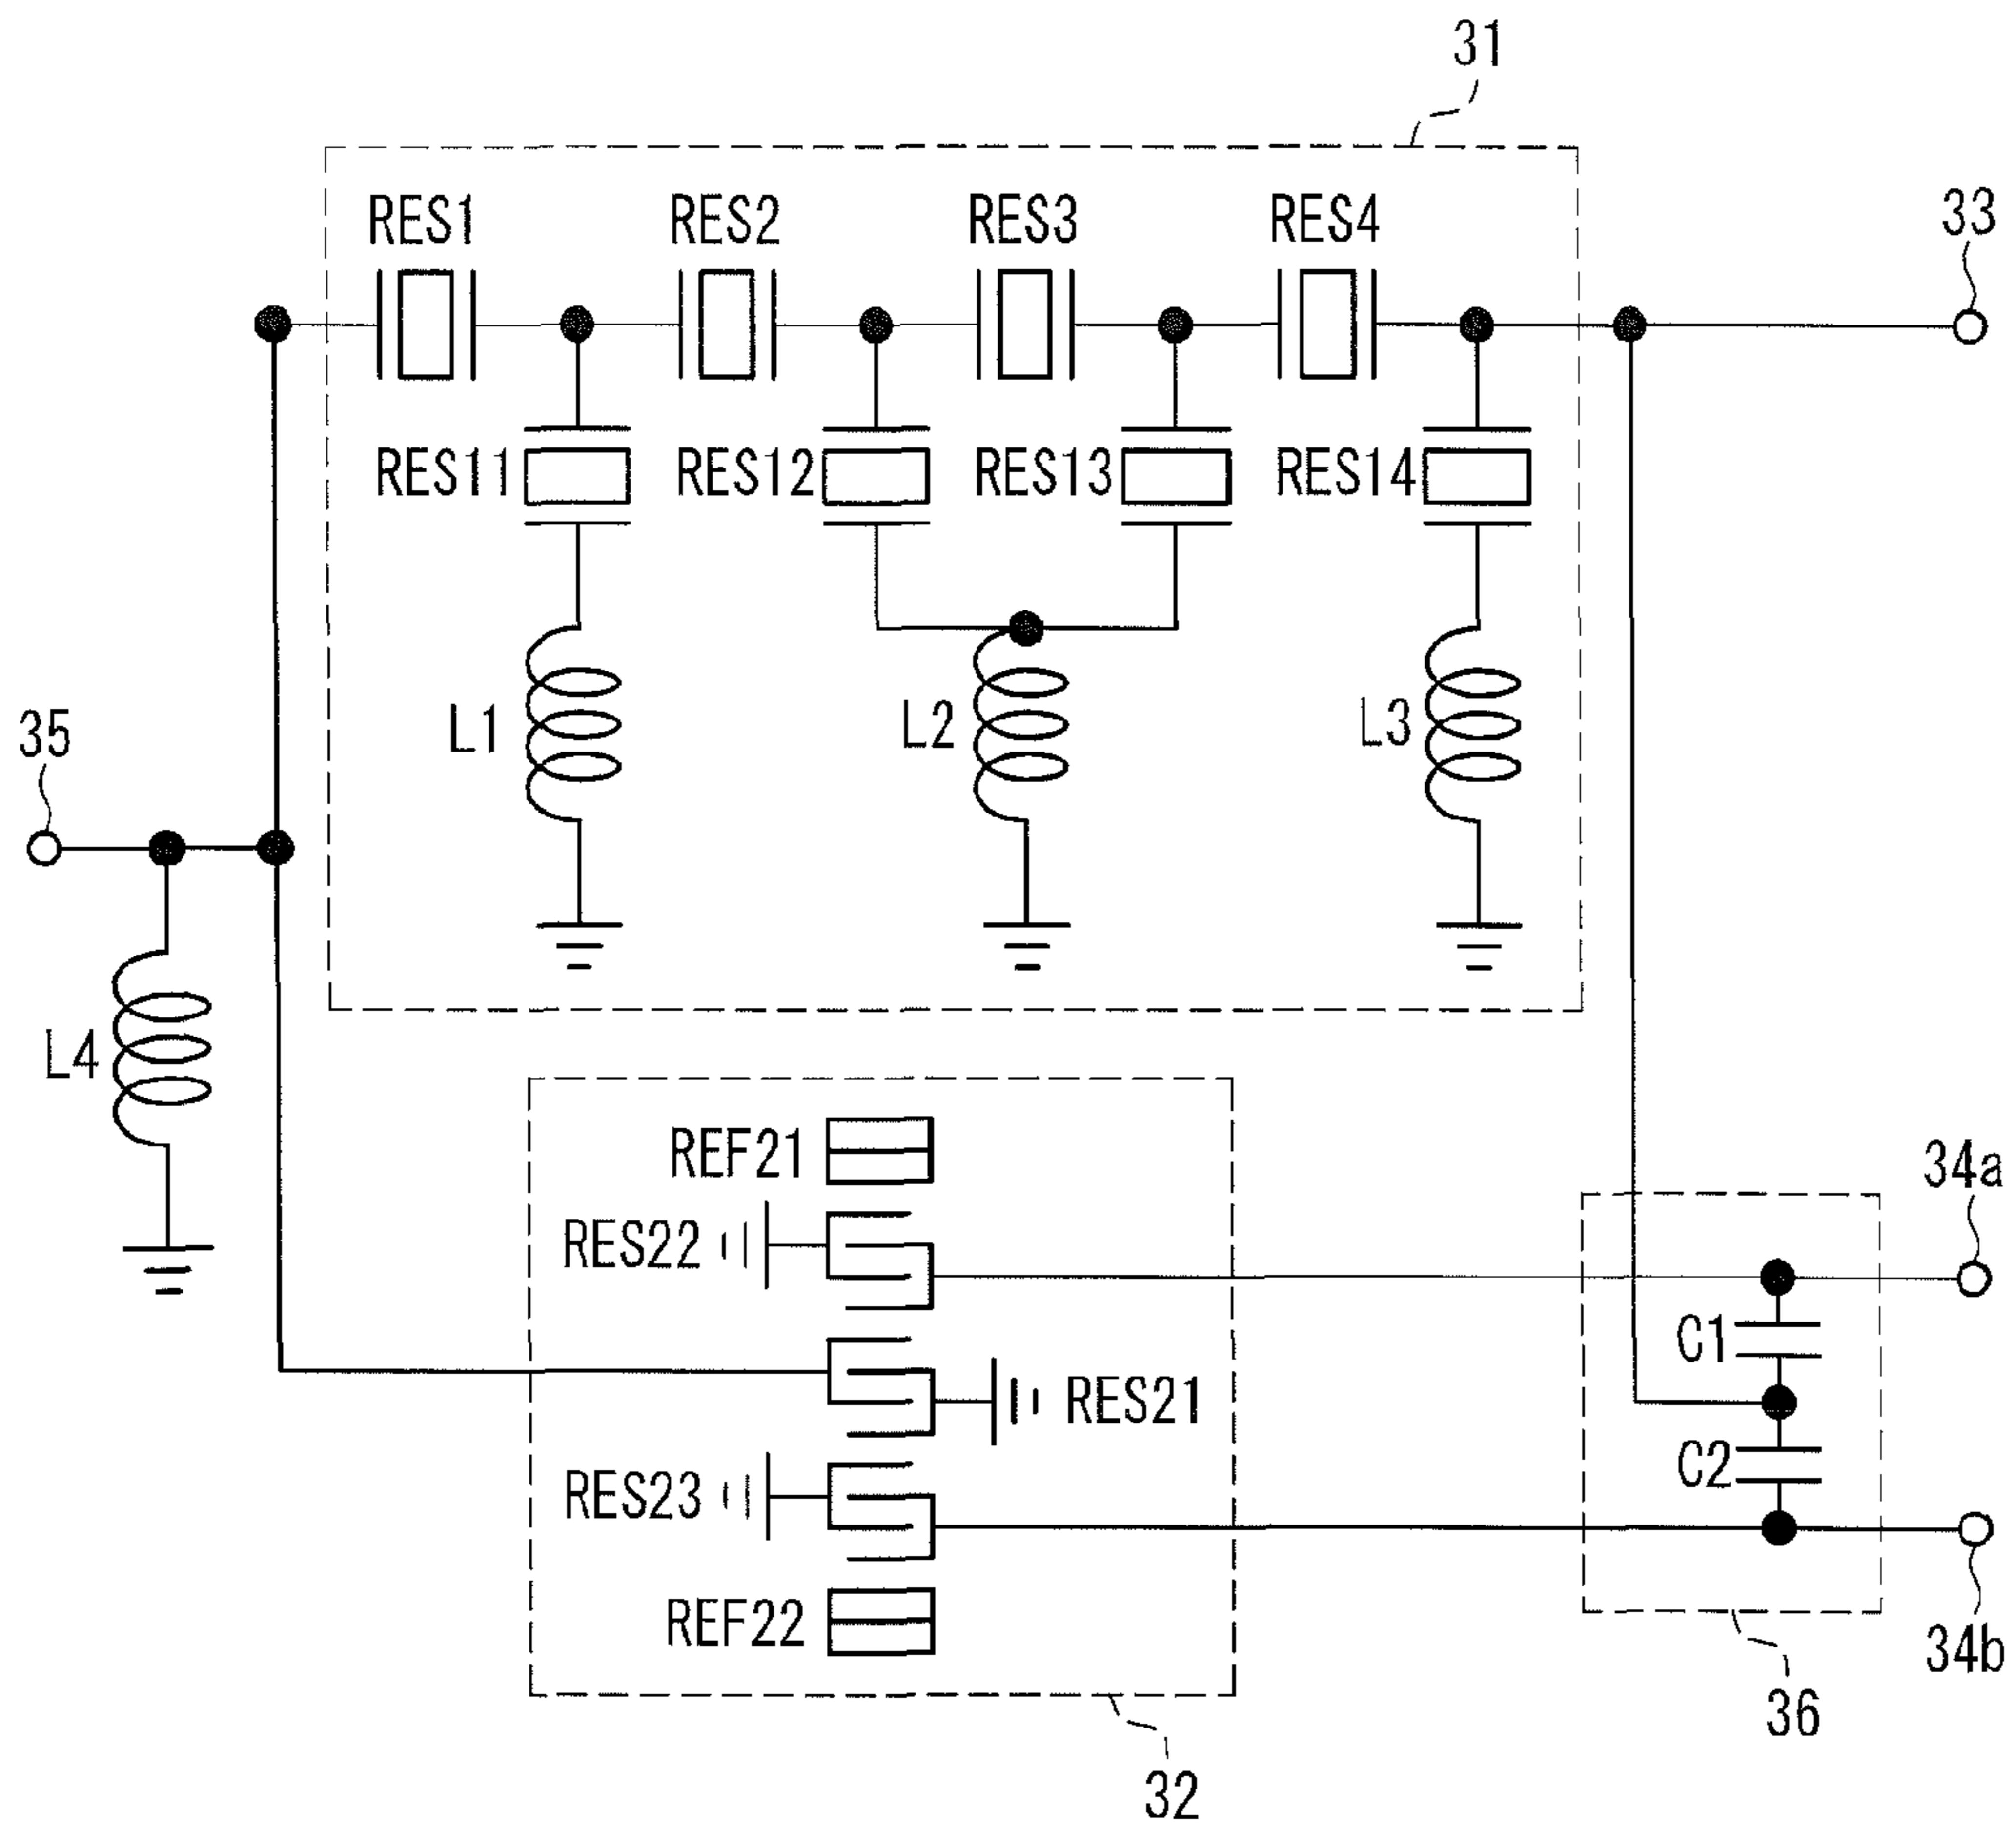 31
RES1
RES2
RES3
RES4
33
RES11
RES12
RES13
RES14
L1
L2
L3
35
L4
REF21
34a
RES22
C1
RES21
C2
RES23
REF22
34b
36
32